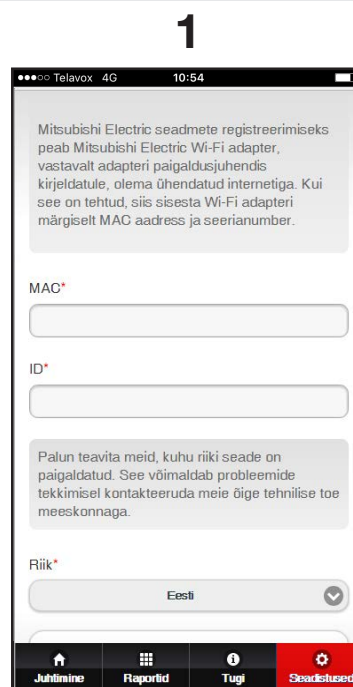 1
Telavox 4G 10:54
Mitsubishi Electric seadmete registreerimiseks
peab Mitsubishi Electric Wi-Fi adapter,
vastavalt adapteri paigaldusjuhendis
kirjeldatule, olema ühendatud internetiga. Kui
see on tehtud, siis sisesta Wi-Fi adapteri
märgiselt MAC aadress ja seerianumber.
MAC*
ID*
Palun teavita meid, kuhu riiki seade on
paigaldatud. See võimaldab probleemide
tekkimisel kontakteeruda meie õige tehnilise toe
meeskonnaga.
Riik*
Eesti
Juhtimine Raportid Tugi Seadistused